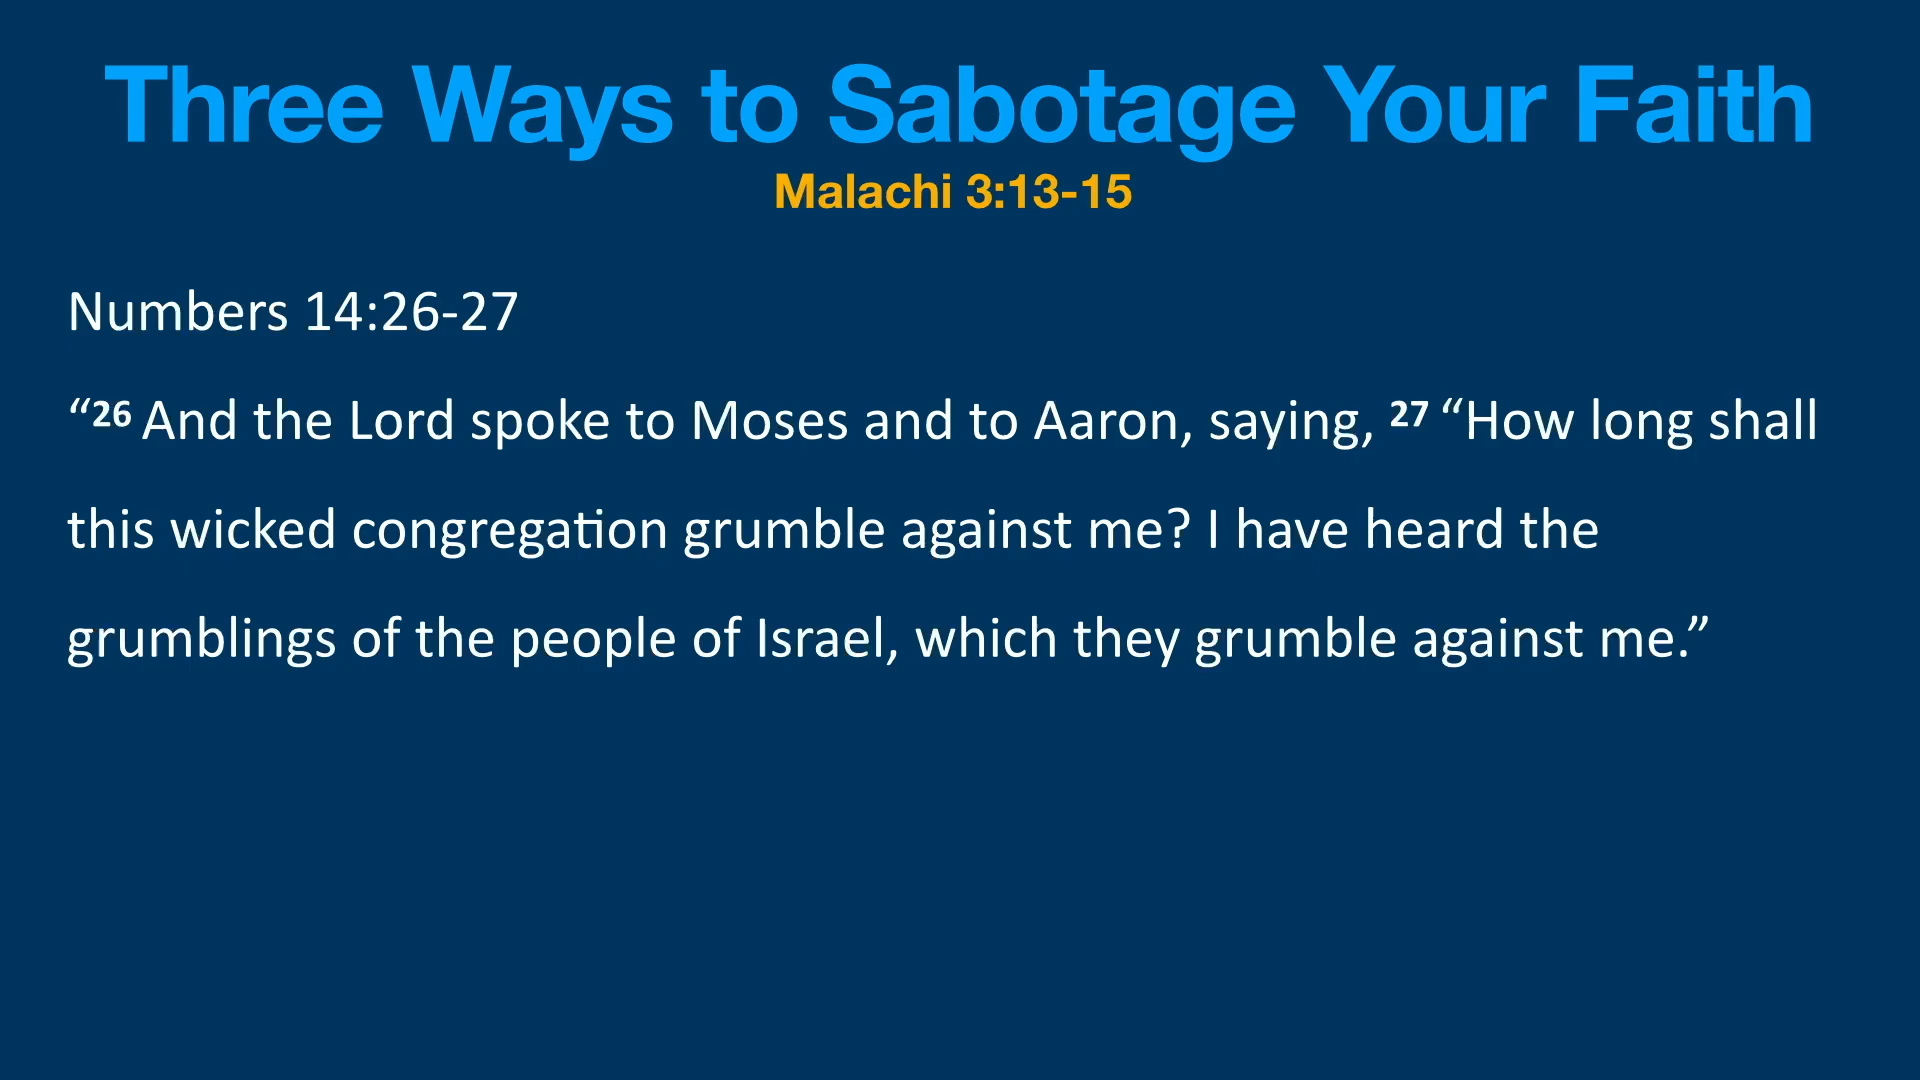 Three Ways to Sabotage Your Faith
Malachi 3:13-15
Numbers 14:26-27
“26 And the Lord spoke to Moses and to Aaron, saying, 27 “How long shall
this wicked congregation grumble against me? I have heard the
grumblings of the people of Israel, which they grumble against me.”